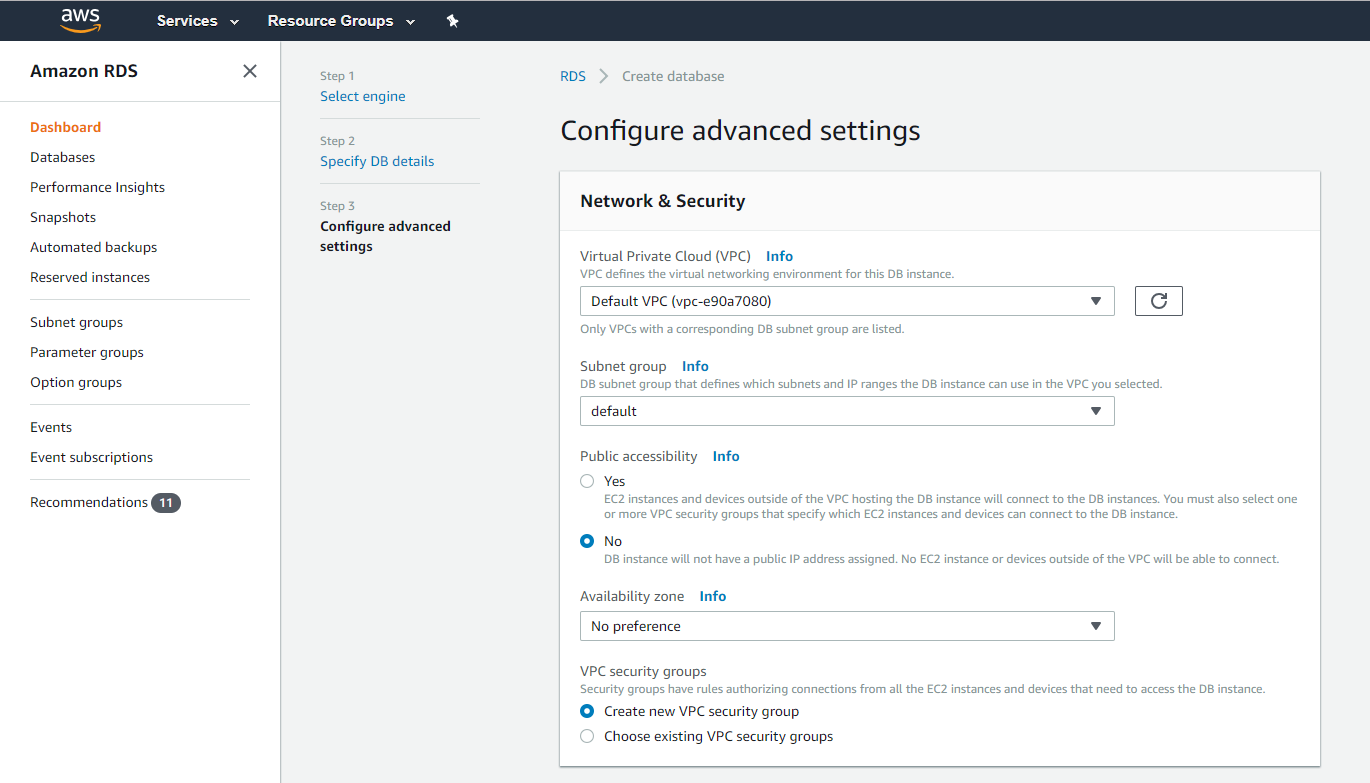 aws
Services
Resource Groups
Amazon RDS
Dashboard
Databases
Performance Insights
Snapshots
Automated backups
Reserved instances
Subnet groups
Parameter groups
Option groups
Events
Event subscriptions
Recommendations 11
Step 1
Select engine
Step 2
Specify DB details
Step 3
Configure advanced
settings
RDS
Create database
Configure advanced settings
Network & Security
Virtual Private Cloud (VPC) Info
VPC defines the virtual networking environment for this DB instance.
Default VPC (vpc-e90a7080)
Only VPCs with a corresponding DB subnet group are listed.
Subnet group Info
DB subnet group that defines which subnets and IP ranges the DB instance can use in the VPC you selected.
default
Public accessibility Info
Yes
EC2 instances and devices outside of the VPC hosting the DB instance will connect to the DB instances. You must also select one
or more VPC security groups that specify which EC2 instances and devices can connect to the DB instance.
No
DB instance will not have a public IP address assigned. No EC2 instance or devices outside of the VPC will be able to connect.
Availability zone Info
No preference
VPC security groups
Security groups have rules authorizing connections from all the EC2 instances and devices that need to access the DB instance.
Create new VPC security group
Choose existing VPC security groups